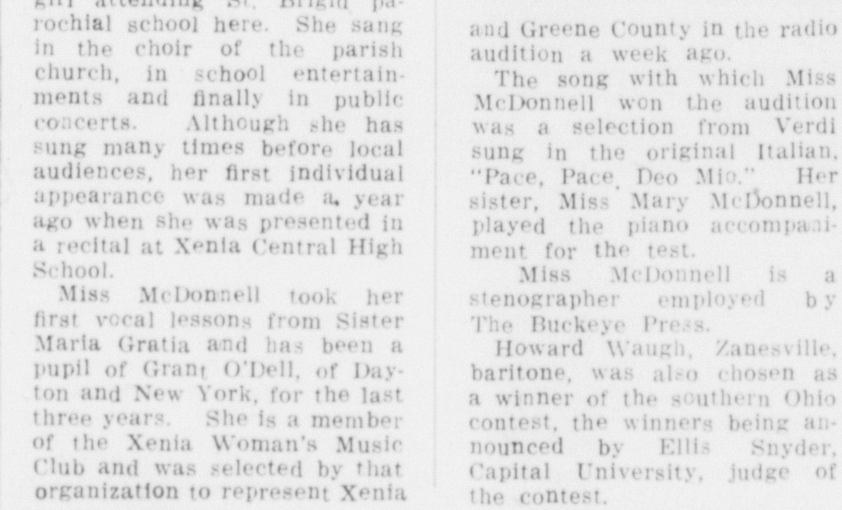 girl attending St. Brigid pa-
rochial school here. She sang
in the choir of the parish
church, in school entertain-
ments and finally in public
concerts. Although she has
sung many times before local
audiences, her first individual
appearance was made a year
ago when she was presented in
a recital at Xenia Central High
School.
Miss McDonnell took her
first vocal lessons from Sister
Maria Gratia and has been a
pupil of Grant O'Dell, of Day-
ton and New York, for the last
three years. She is a member
of the Xenia Woman's Music
Club and was selected by that
organization to represent Xenia
and Greene County in the radio
audition a week ago.
The song with which Miss
McDonnell won the audition
was a selection from Verdi
sung in the original Italian,
"Pace, Pace, Deo Mio." Her
sister, Miss Mary McDonnell,
played the piano accompani-
ment for the test.
Miss McDonnell is a
stenographer employed by
The Buckeye Press.
Howard Waugh, Zanesville,
baritone, was also chosen as
a winner of the southern Ohio
contest, the winners being an-
nounced by Ellis Snyder,
Capital University, judge of
the contest.